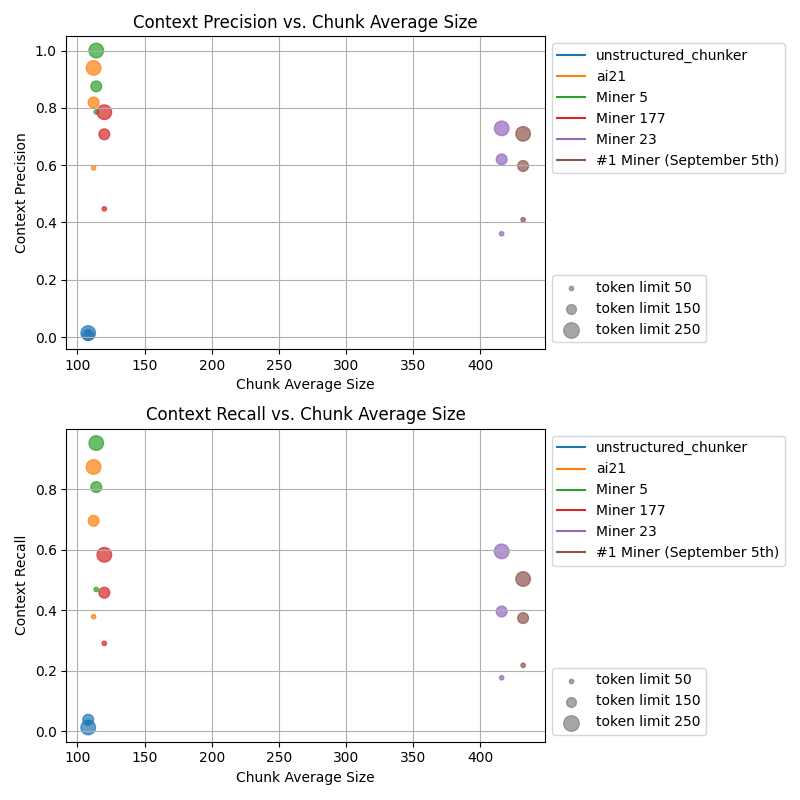 Context Precision vs. Chunk Average Size
Context Precision
1.0
0.8
0.6
0.4
0.2
0.0
100 150 200 250 300 350 400
Chunk Average Size
unstructured_chunker
ai21
Miner 5
Miner 177
Miner 23
#1 Miner (September 5th)
token limit 50
token limit 150
token limit 250
Context Recall vs. Chunk Average Size
Context Recall
0.8
0.6
0.4
0.2
0.0
100 150 200 250 300 350 400
Chunk Average Size
unstructured_chunker
ai21
Miner 5
Miner 177
Miner 23
#1 Miner (September 5th)
token limit 50
token limit 150
token limit 250